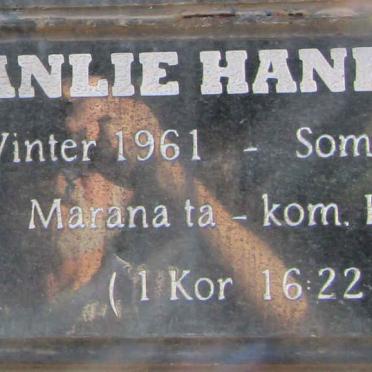 ANLIE HAN
Winter 1961 - Som
Marana ta - kom.
( 1 Kor 16:22